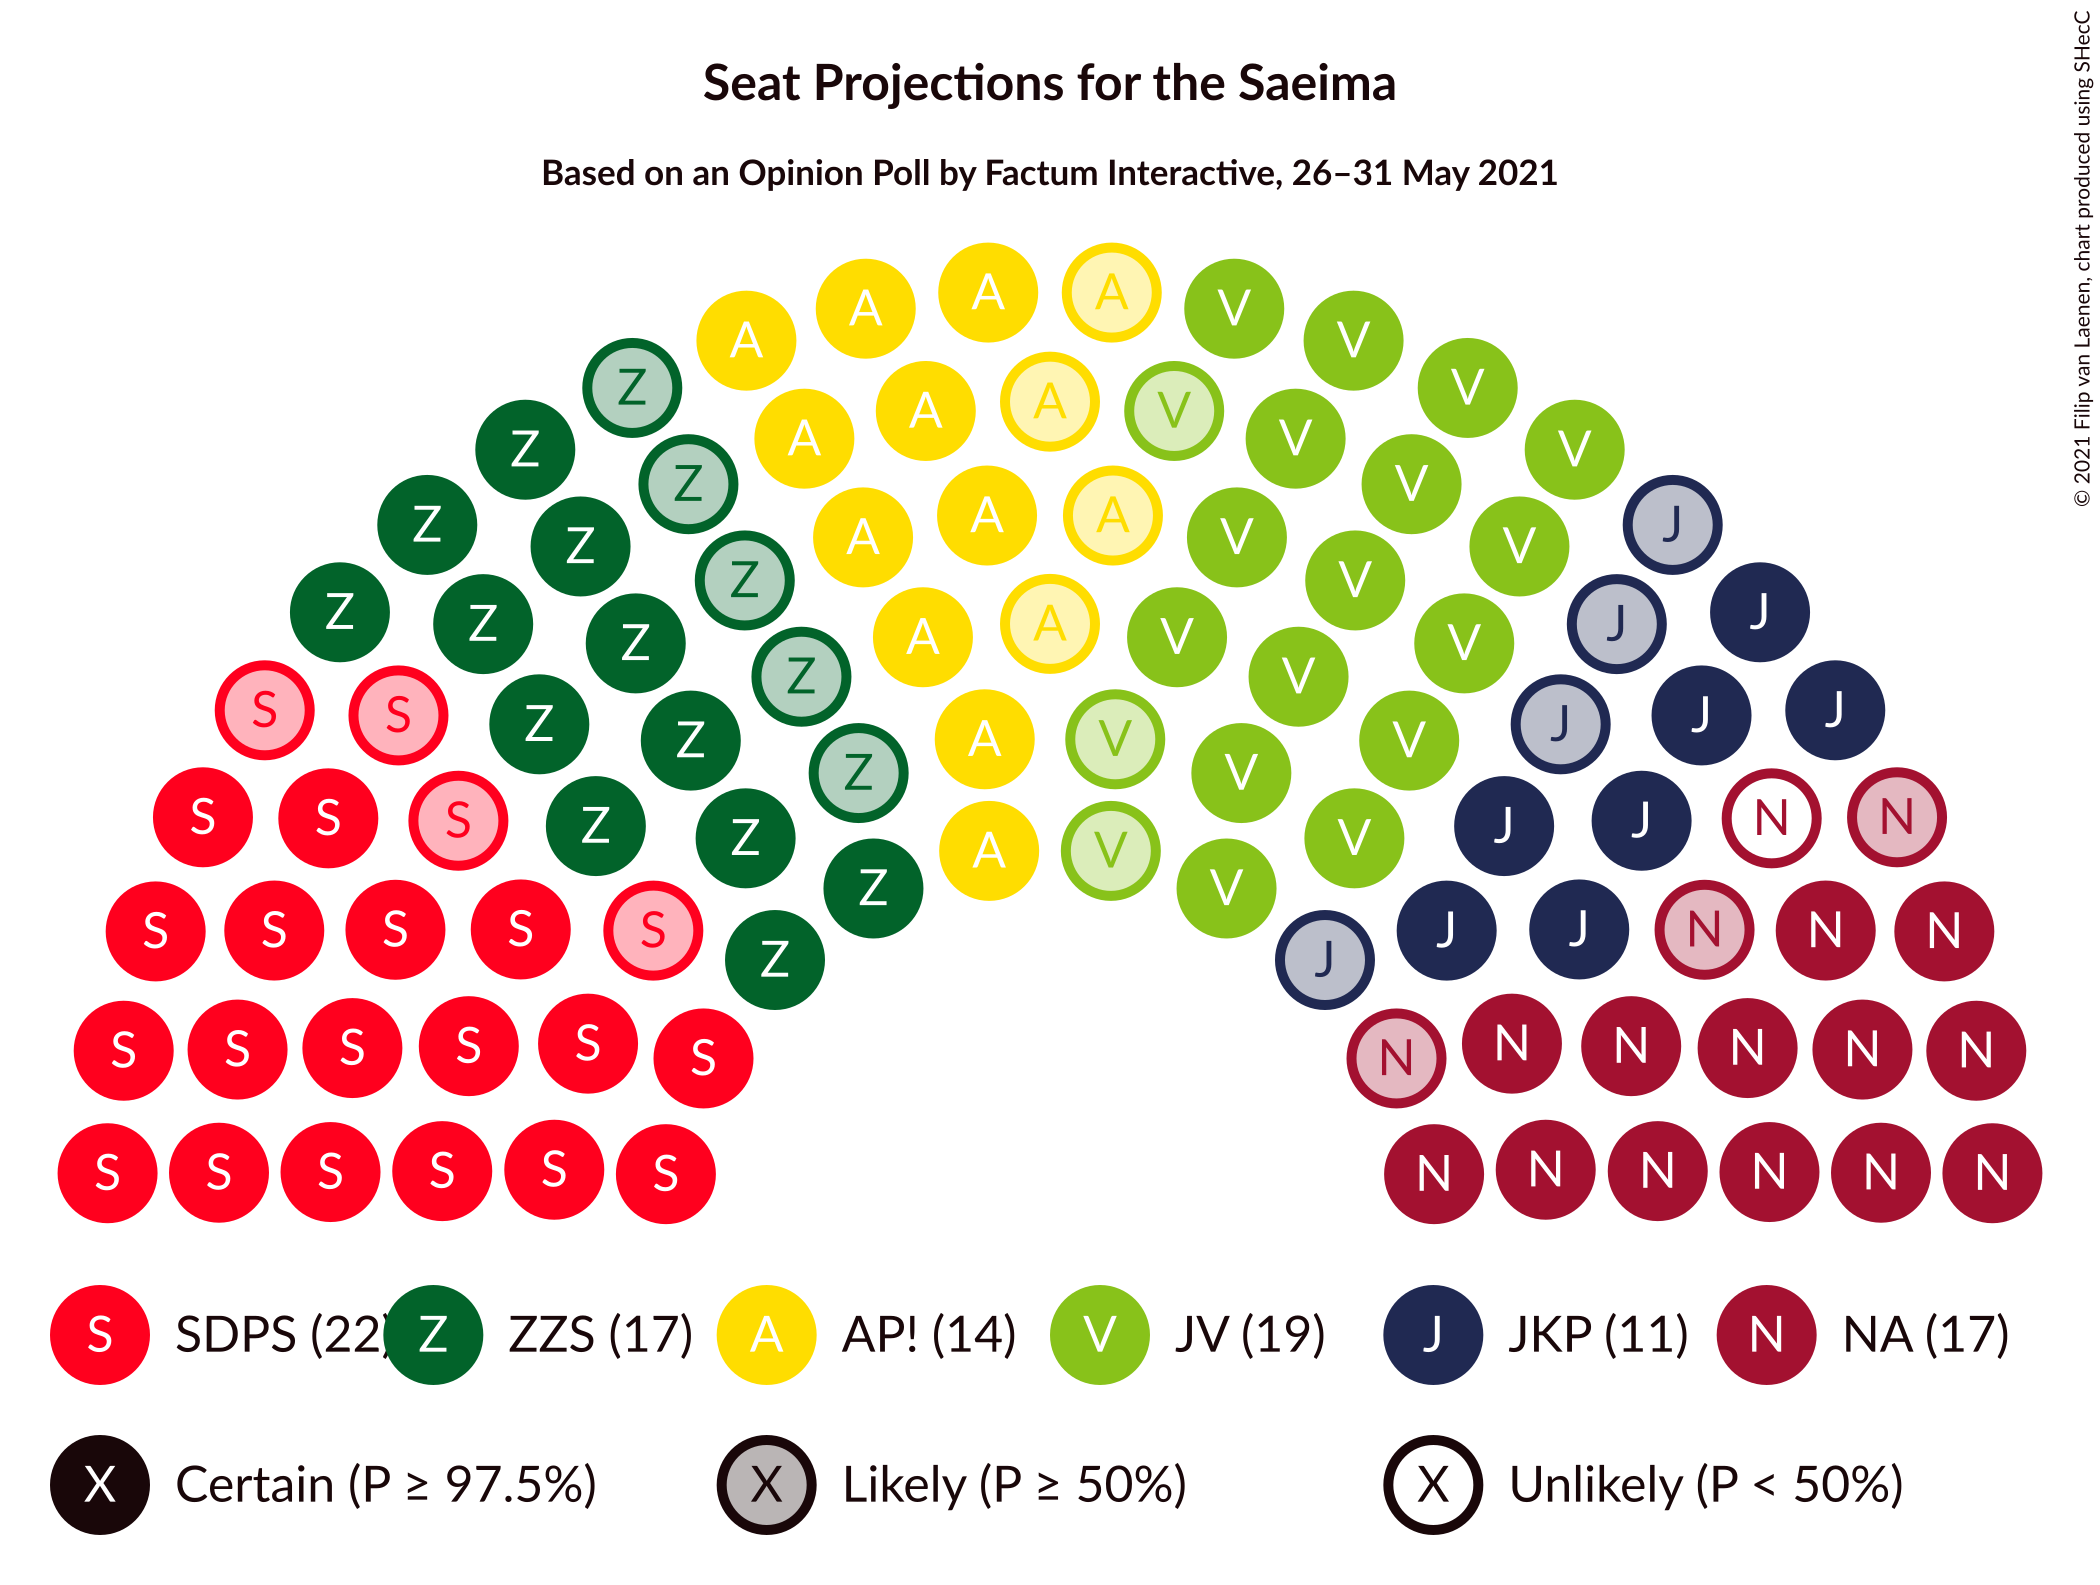 © 2021 Filip van Laenen, chart produced using SHecC
Seat Projections for the Saeima
Based on an Opinion Poll by Factum Interactive, 26–31 May 2021
A A A A V V
Z A A V V
Z A V V
Z V
Z Z A A A V V J
Z V
Z Z Z A A V V J J
Z V
S S Z Z A V V J J J
Z V
S S S Z Z A V V J J N N
Z V
S S S S S Z J J J N N N
S S S S S S N N N N N N
S S S S S S N N N N N N
S SDPS (22) Z ZZS (17) A AP! (14) V JV (19) J JKP (11) N NA (17)
X Certain (P ≥ 97.5%) X Likely (P ≥ 50%) X Unlikely (P < 50%)